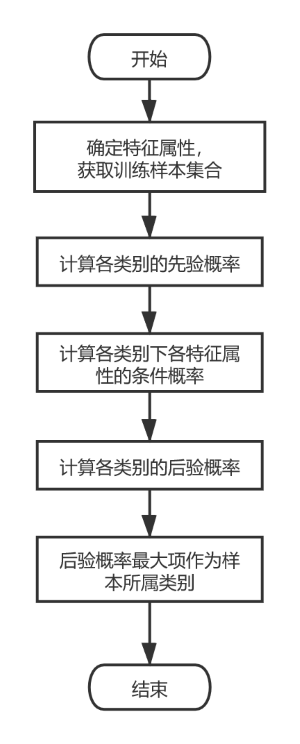 开始
确定特征属性，
获取训练样本集合
计算各类别的先验概率
计算各类别下各特征属
性的条件概率
计算各类别的后验概率
后验概率最大项作为样
本所属类别
结束